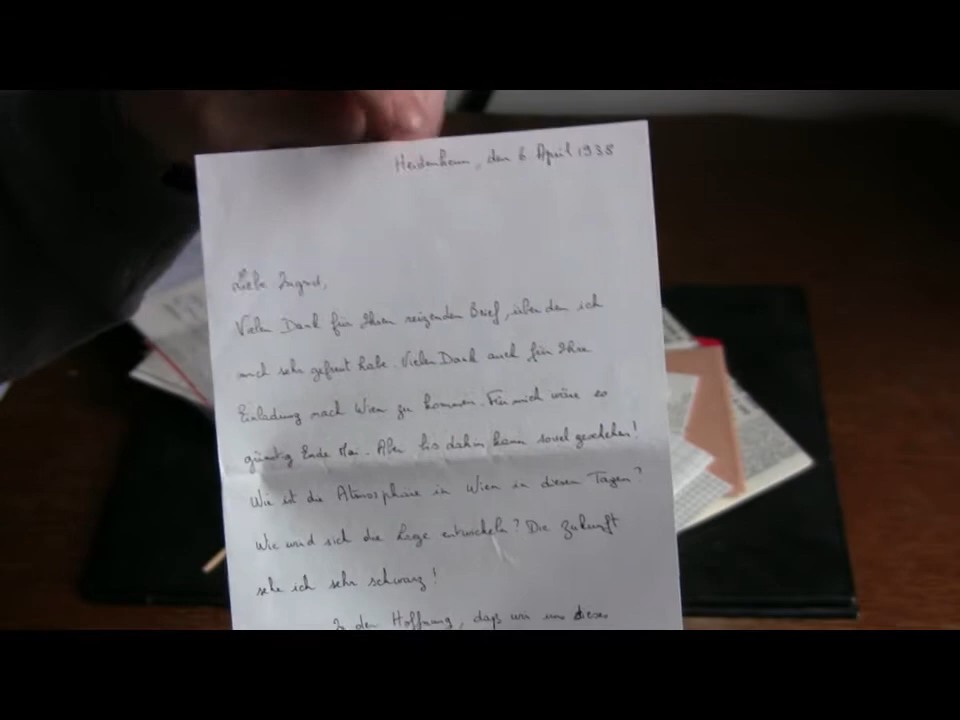 Heidenheim, den 6 April 1938
Liebe Ingrid,
Vielen Dank für Ihren reizenden Brief, über den ich
mich sehr gefreut habe. Vielen Dank auch für Ihre
Einladung nach Wien zu kommen. Für mich wäre es
günstig Ende Mai. Aber bis dahin kann soviel geschehen!
Wie ist die Atmosphäre in Wien in diesen Tagen?
Wie wird sich die Lage entwickeln? Die Zukunft
sehe ich sehr schwarz!
In der Hoffnung, daß wir uns dieses